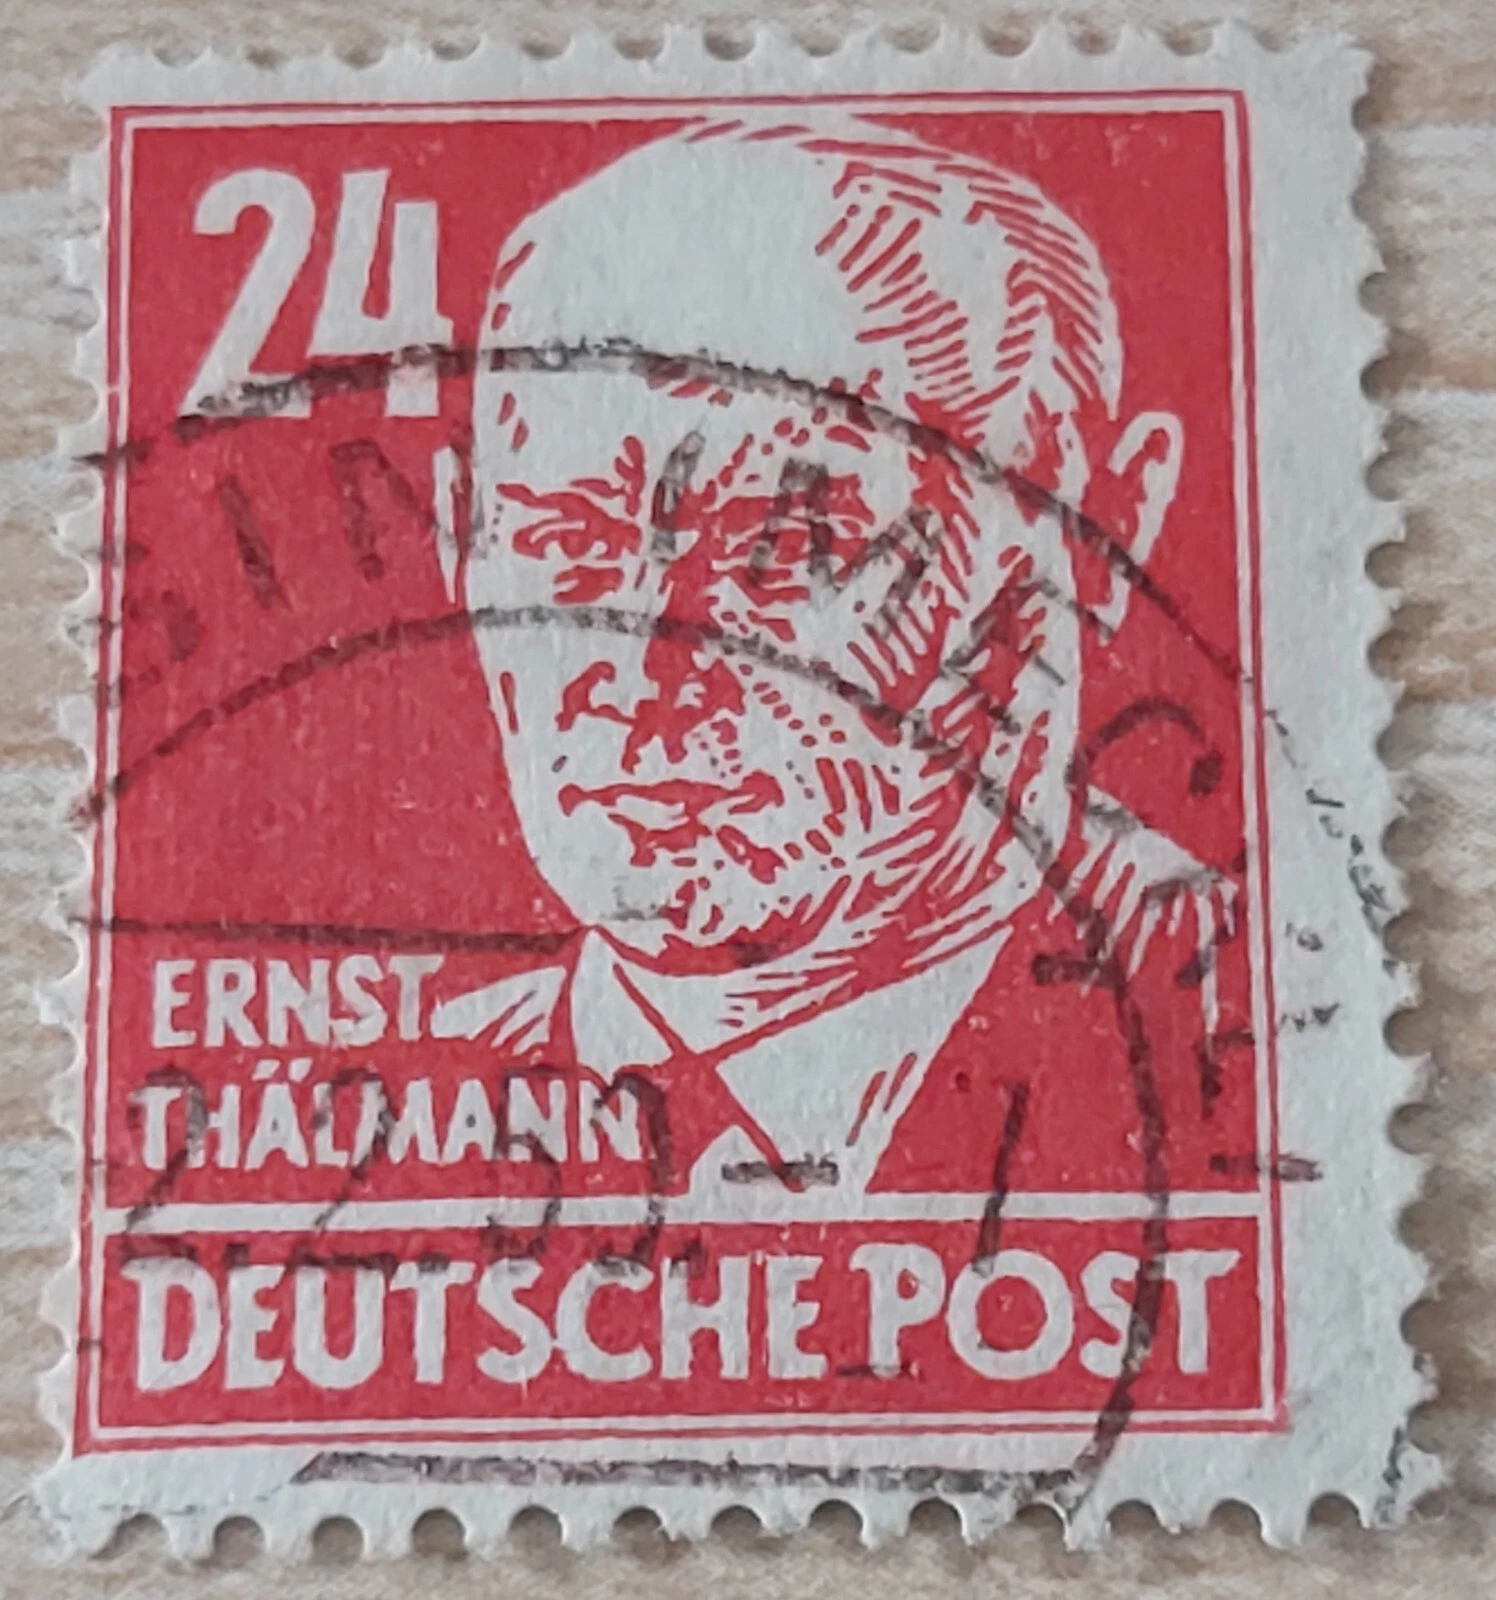 24
ERNST
THÄLMANN
DEUTSCHE POST